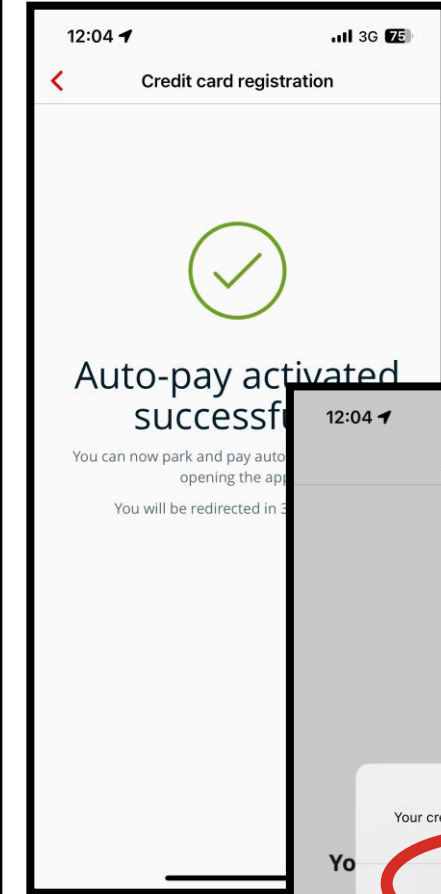 12:04
3G 75
Credit card registration
Auto-pay activated
successf
You can now park and pay auto
opening the app
You will be redirected in 3
12:04
Your cre
Yo